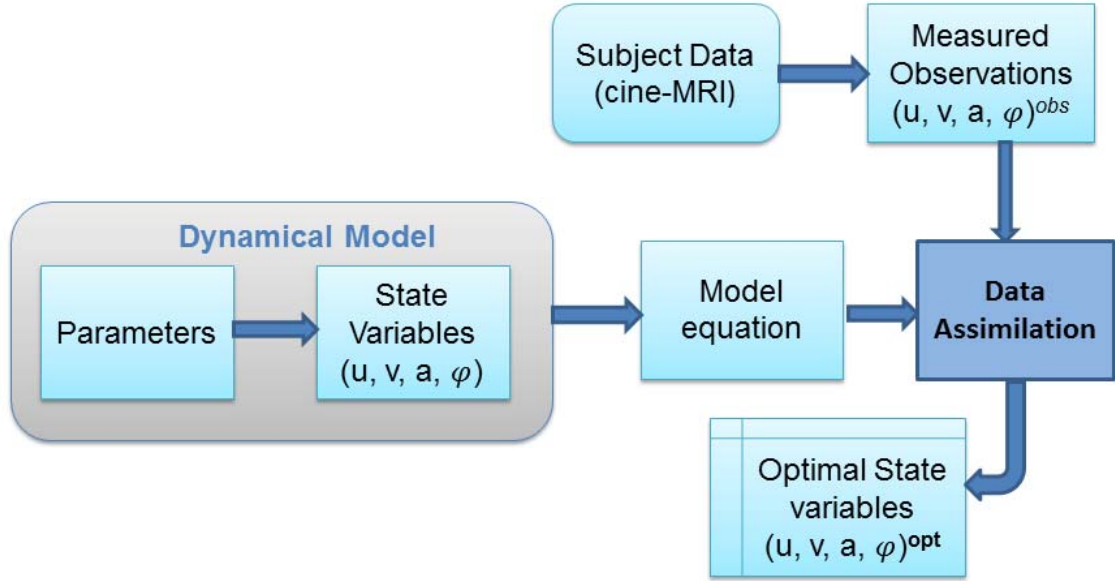 Subject Data
(cine-MRI)
Measured
Observations
(u, v, a, φ)^obs
Dynamical Model
Parameters
State
Variables
(u, v, a, φ)
Model
equation
Data
Assimilation
Optimal State
variables
(u, v, a, φ)^opt